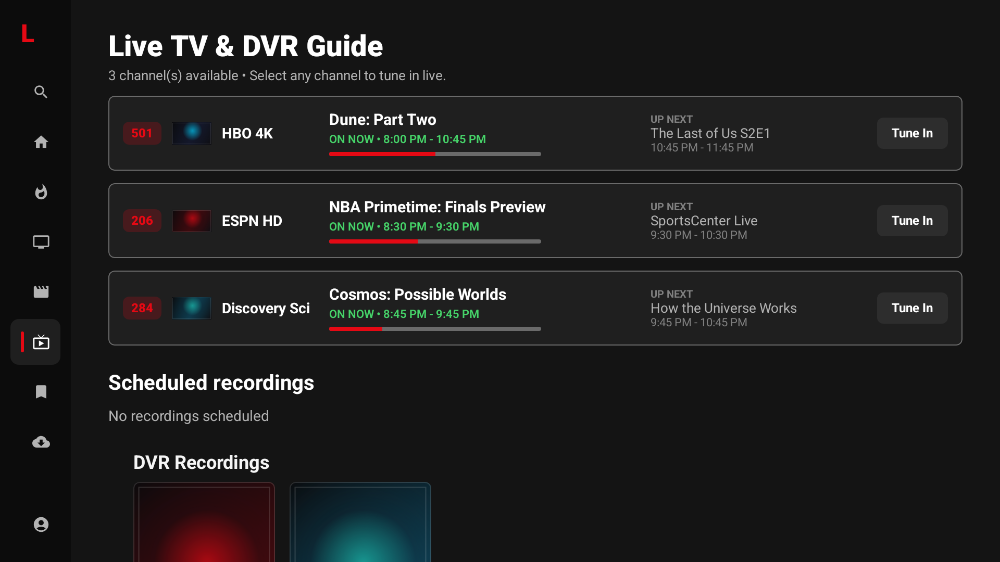 L
Live TV & DVR Guide
3 channel(s) available • Select any channel to tune in live.
501
HBO 4K
Dune: Part Two
ON NOW • 8:00 PM - 10:45 PM
UP NEXT
The Last of Us S2E1
10:45 PM - 11:45 PM
Tune In
206
ESPN HD
NBA Primetime: Finals Preview
ON NOW • 8:30 PM - 9:30 PM
UP NEXT
SportsCenter Live
9:30 PM - 10:30 PM
Tune In
284
Discovery Sci
Cosmos: Possible Worlds
ON NOW • 8:45 PM - 9:45 PM
UP NEXT
How the Universe Works
9:45 PM - 10:45 PM
Tune In
Scheduled recordings
No recordings scheduled
DVR Recordings